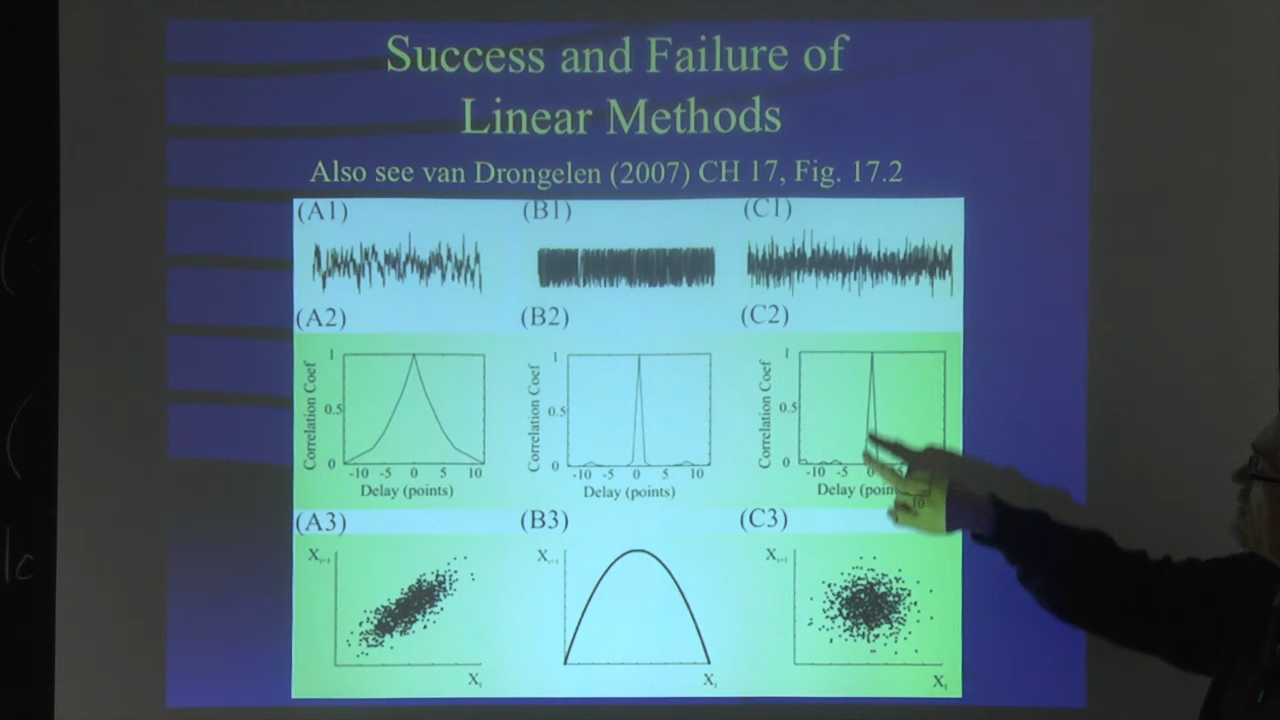 Success and Failure of
Linear Methods
Also see van Drongelen (2007) CH 17, Fig. 17.2
(A1)
(B1)
(C1)
(A2)
(B2)
(C2)
Correlation Coef
1
0.5
0
-10 -5 0 5 10
Delay (points)
Correlation Coef
1
0.5
0
-10 -5 0 5 10
Delay (points)
Correlation Coef
1
0.5
0
-10 -5 0 5
10
Delay
(A3)
(B3)
(C3)